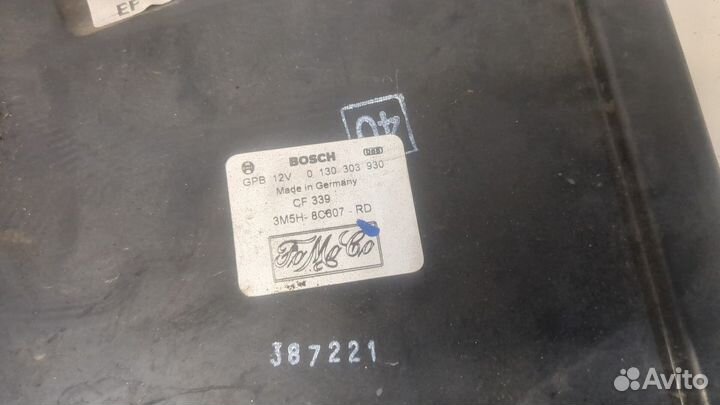 EF
40
BOSCH
GPB 12V 0 130 303 930
Made in Germany
CF 339
3M5H-8C607-RD
FoMoCo
387221
Avito